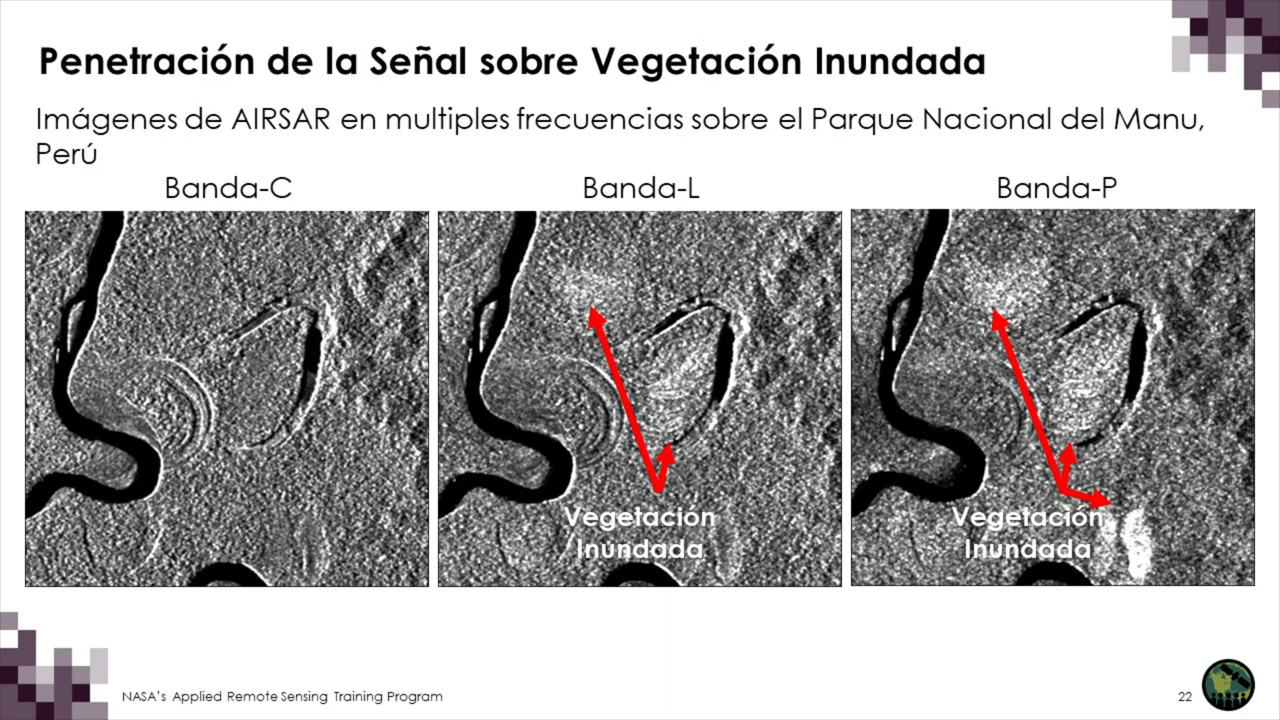 Penetración de la Señal sobre Vegetación Inundada
Imágenes de AIRSAR en multiples frecuencias sobre el Parque Nacional del Manu,
Perú
Banda-C
Banda-L
Banda-P
Vegetación
Inundada
Vegetación
Inundada
NASA's Applied Remote Sensing Training Program
22